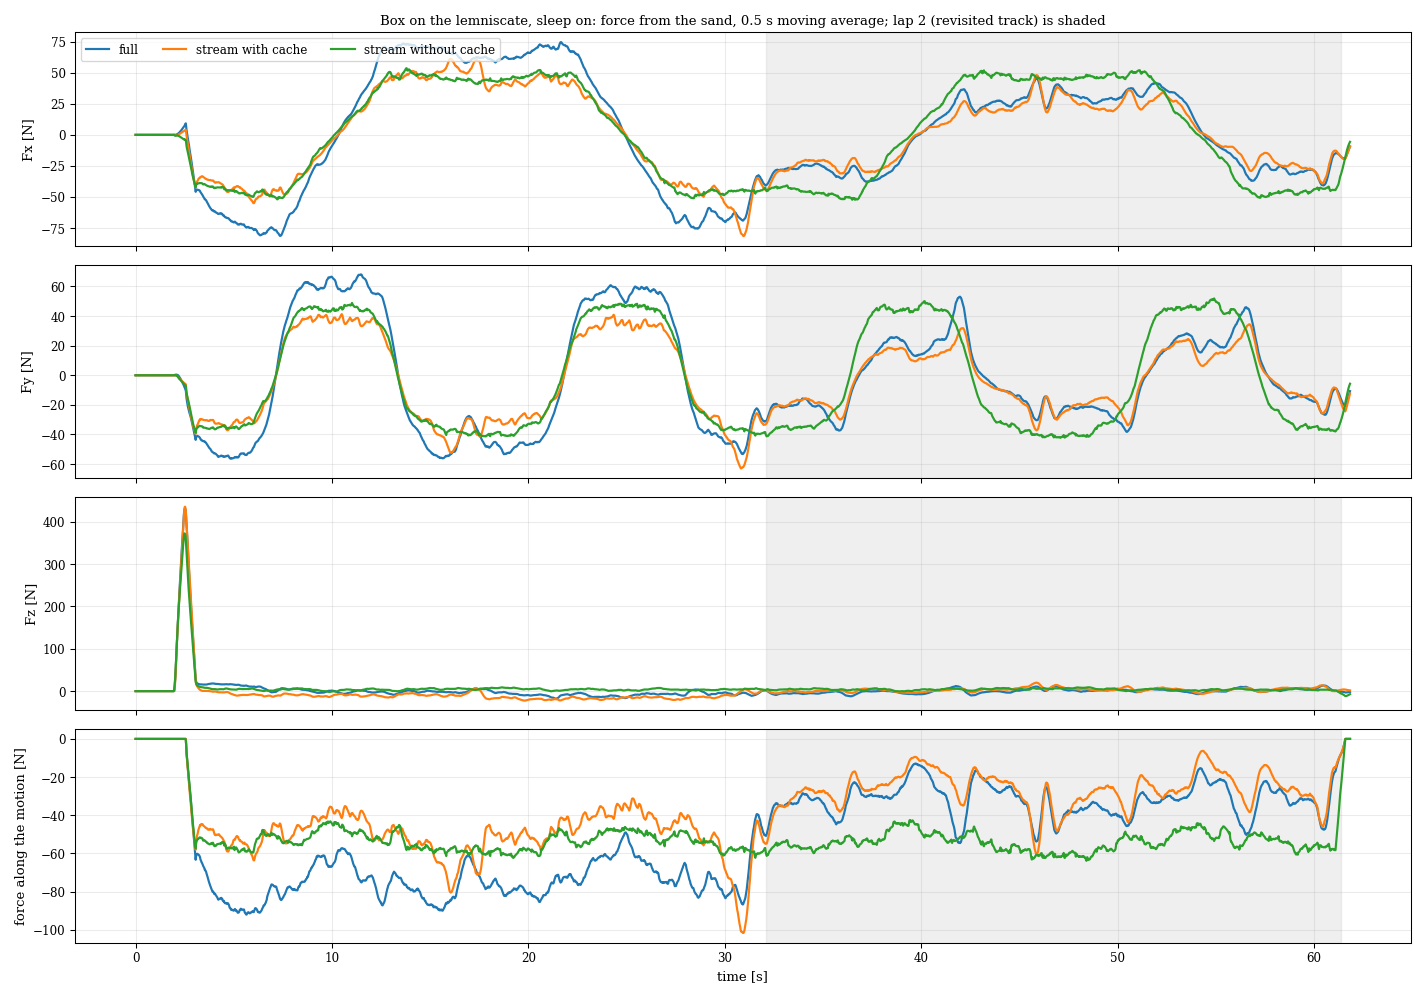 Box on the lemniscate, sleep on: force from the sand, 0.5 s moving average; lap 2 (revisited track) is shaded
full
stream with cache
stream without cache
Fx [N]
75
50
25
0
−25
−50
−75
Fy [N]
60
40
20
0
−20
−40
−60
Fz [N]
400
300
200
100
0
force along the motion [N]
0
−20
−40
−60
−80
−100
0 10 20 30 40 50 60
time [s]